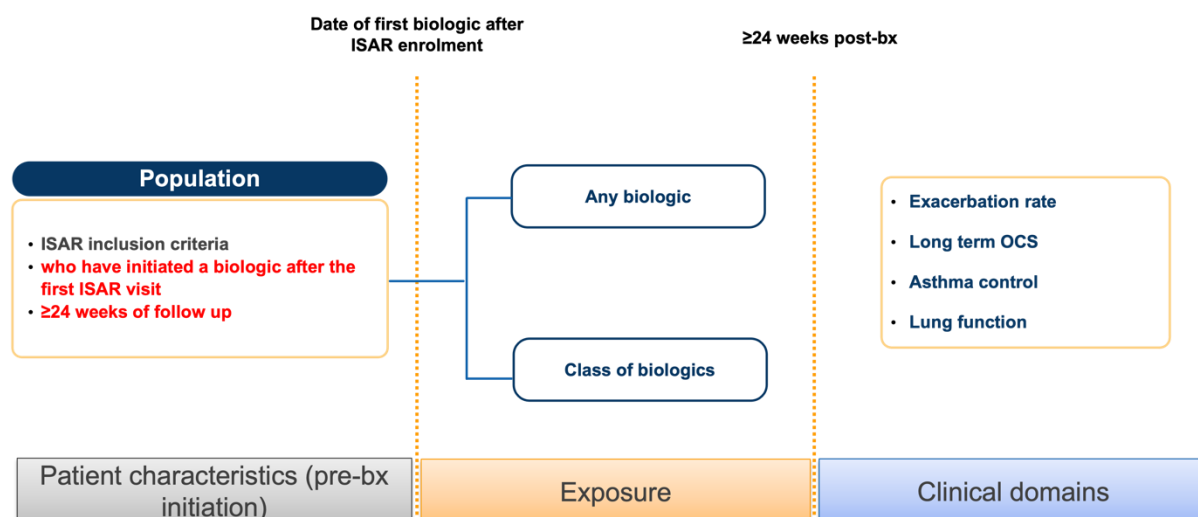 Date of first biologic after
ISAR enrolment
≥24 weeks post-bx
Population
• ISAR inclusion criteria
• who have initiated a biologic after the
first ISAR visit
• ≥24 weeks of follow up
Any biologic
Class of biologics
• Exacerbation rate
• Long term OCS
• Asthma control
• Lung function
Patient characteristics (pre-bx
initiation)
Exposure
Clinical domains